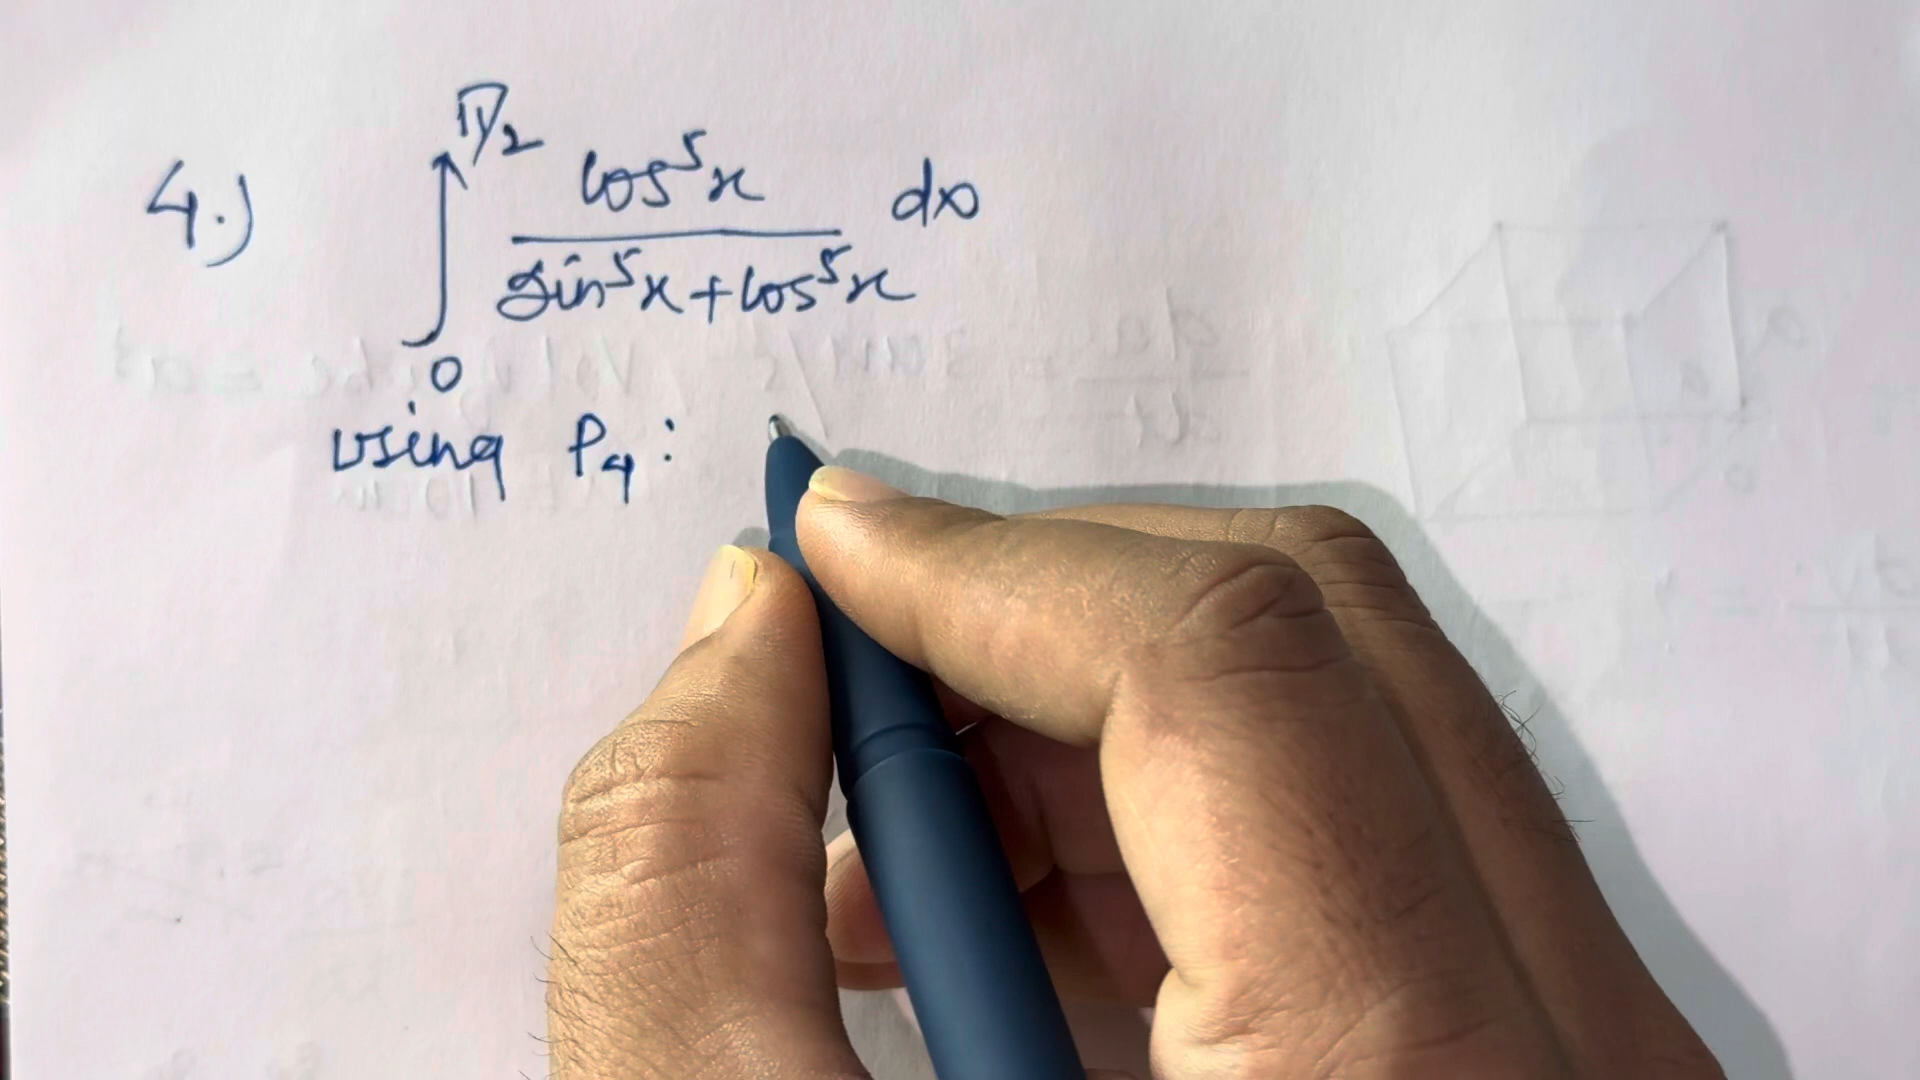 4.) ∫₀^π/2 cos⁵x / sin⁵x + cos⁵x dx
using P₄ :